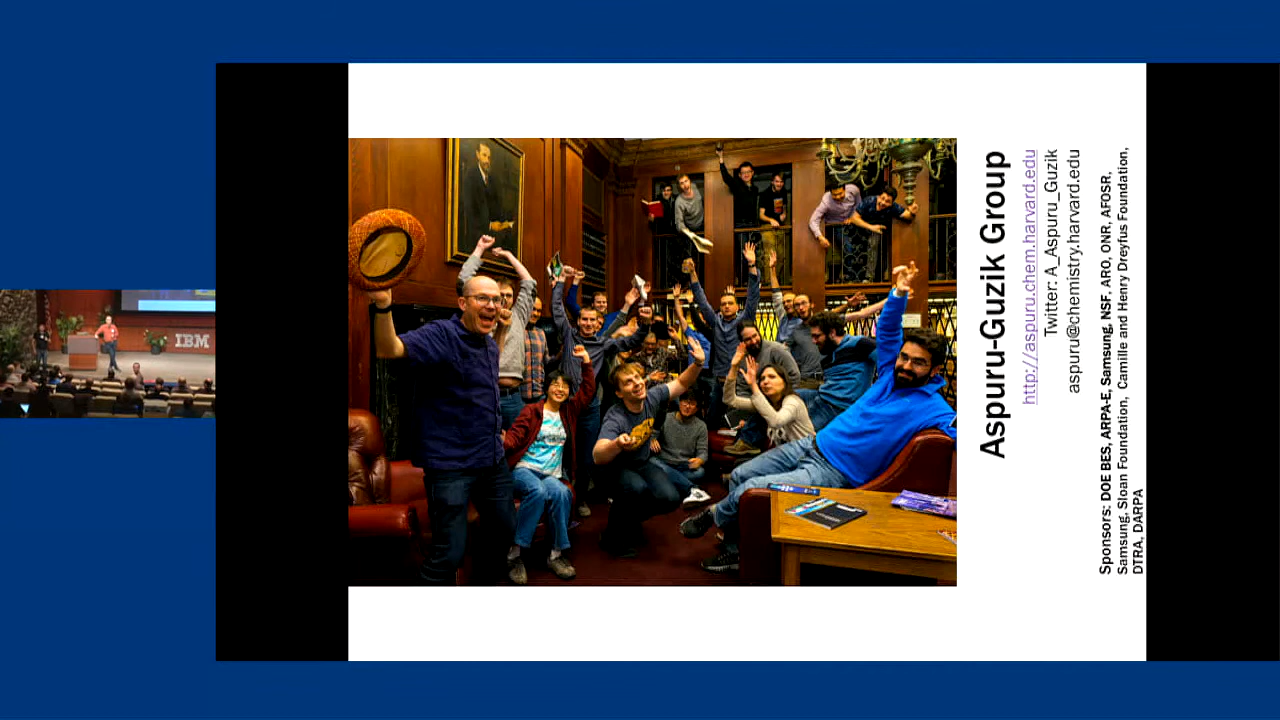 Aspuru-Guzik Group
http://aspuru.chem.harvard.edu
Twitter: A_Aspuru_Guzik
aspuru@chemistry.harvard.edu
Sponsors: DOE BES, ARPA-E, Samsung, NSF, ARO, ONR, AFOSR,
Samsung, Sloan Foundation, Camille and Henry Dreyfus Foundation,
DTRA, DARPA
IBM